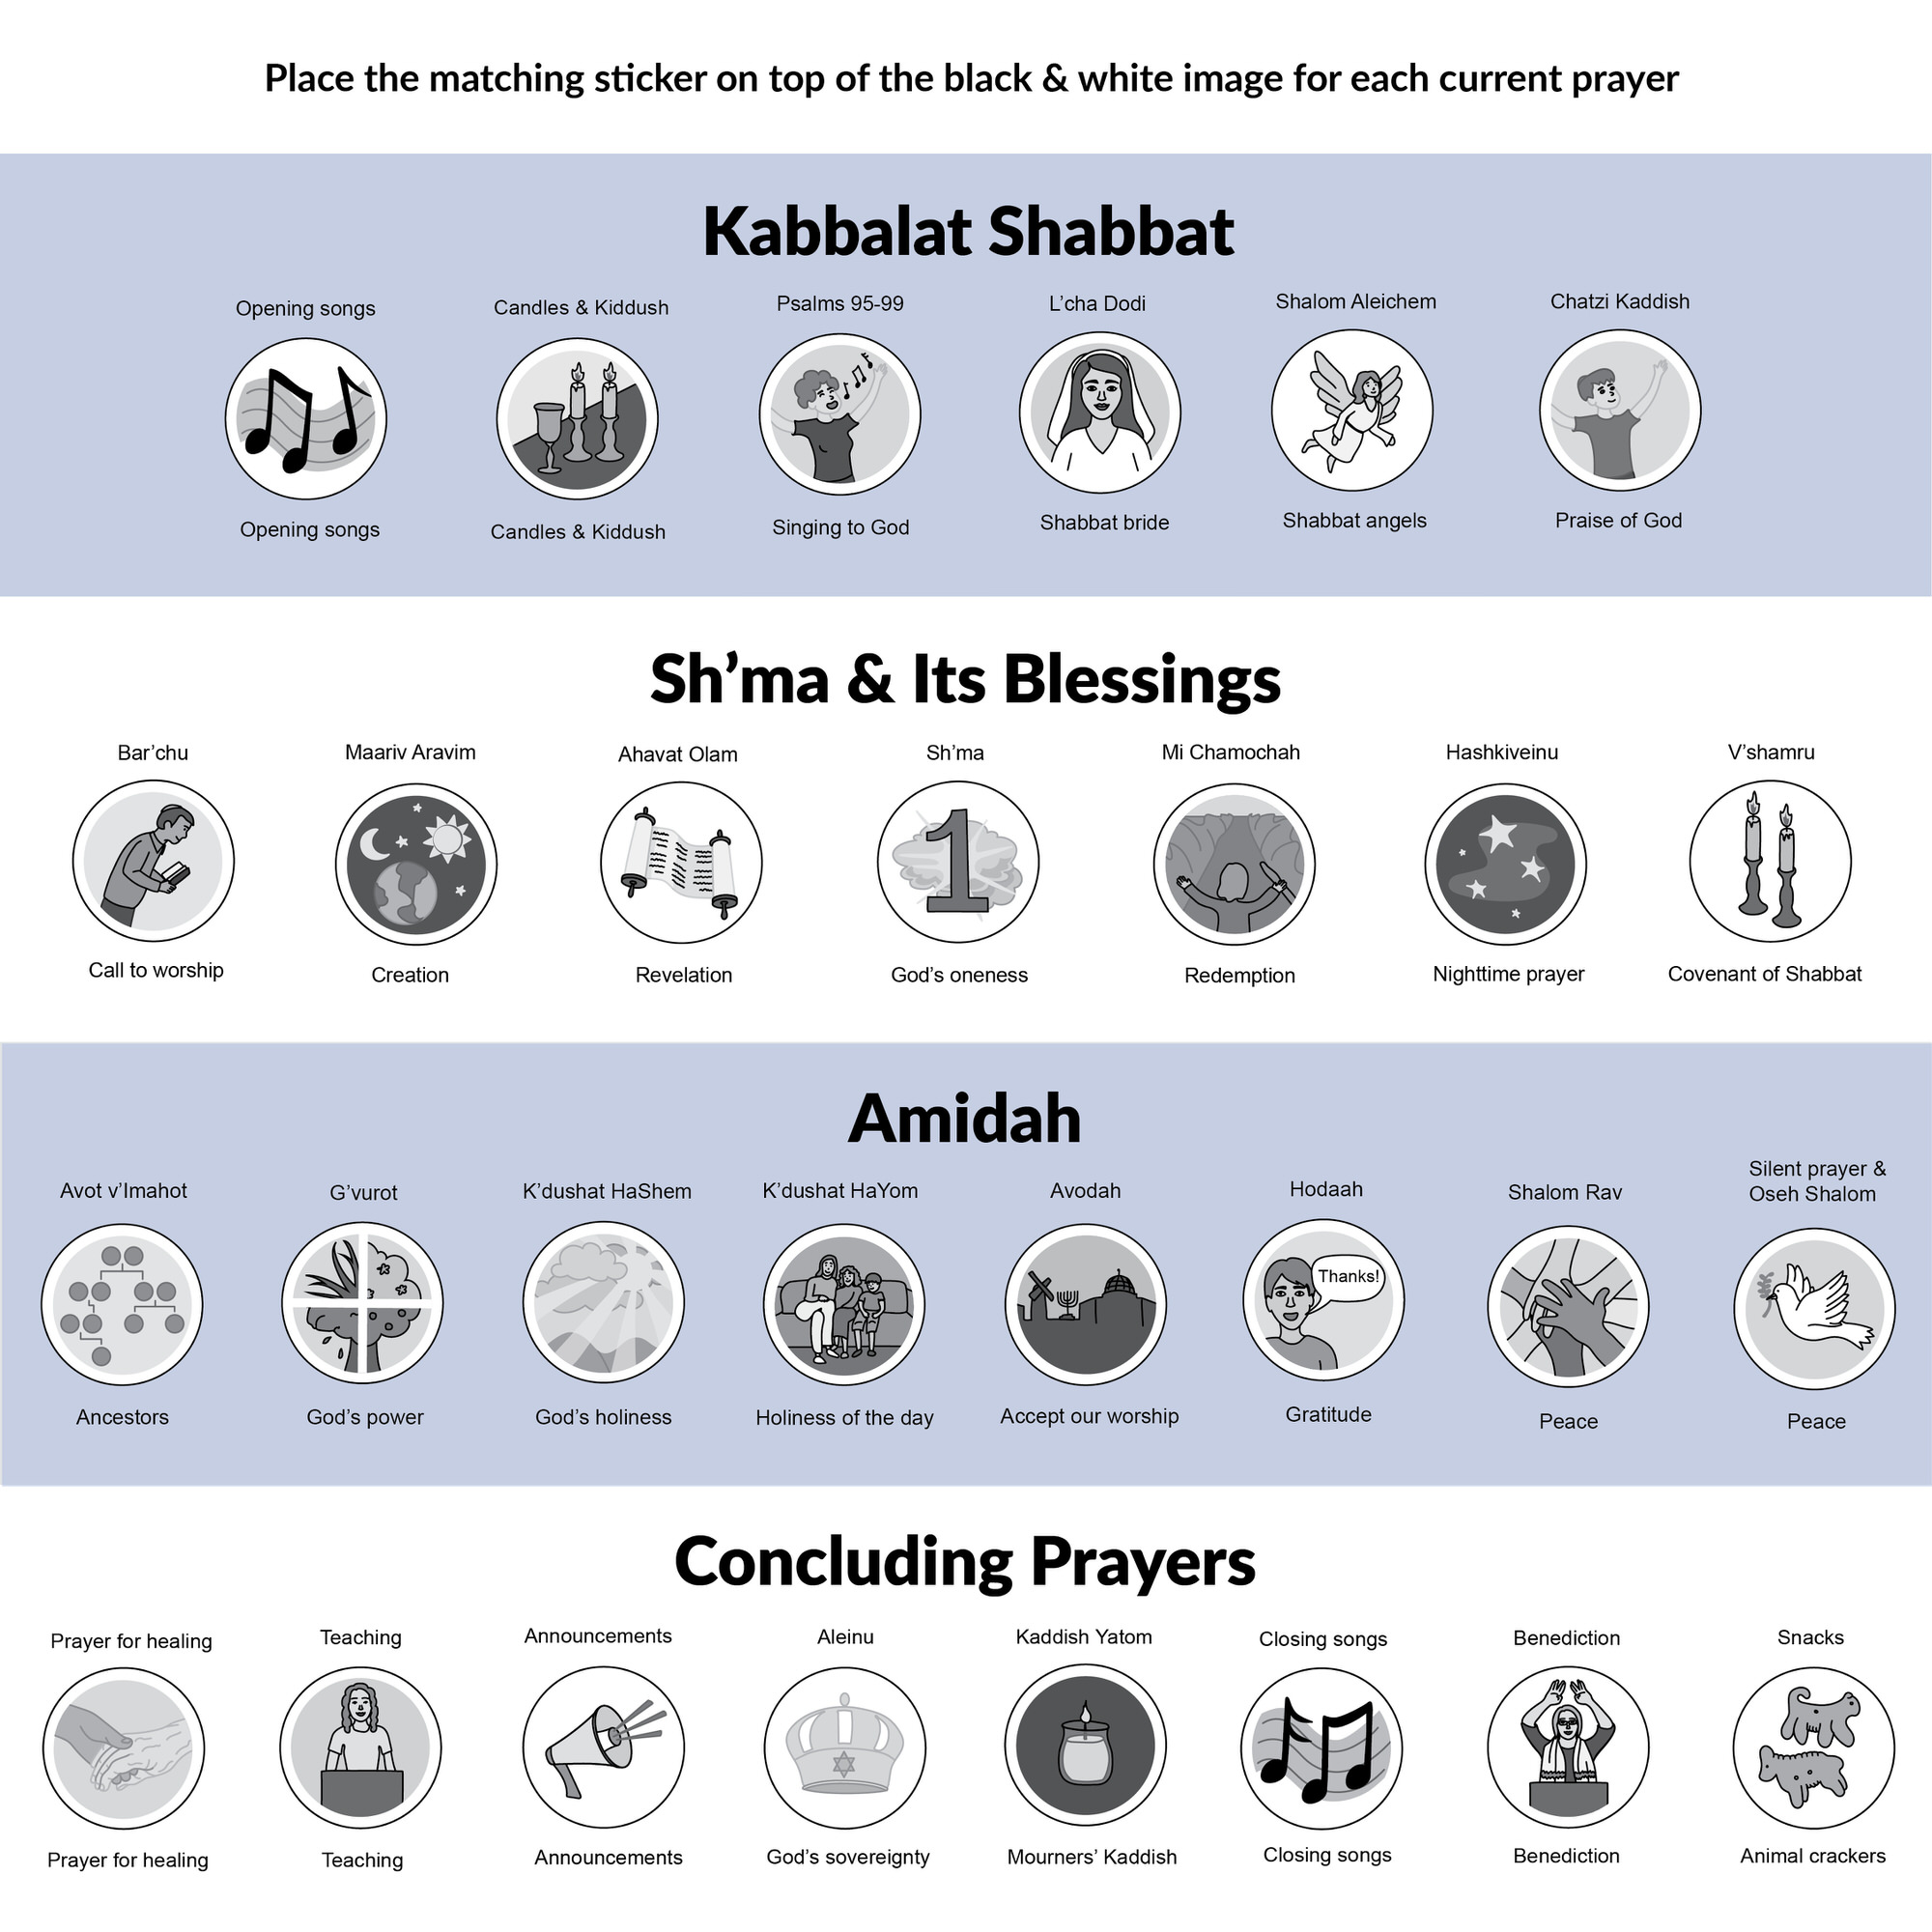 Place the matching sticker on top of the black & white image for each current prayer
Kabbalat Shabbat
Opening songs
Candles & Kiddush
Psalms 95-99
L’cha Dodi
Shalom Aleichem
Chatzi Kaddish
Opening songs
Candles & Kiddush
Singing to God
Shabbat bride
Shabbat angels
Praise of God
Sh’ma & Its Blessings
Bar’chu
Maariv Aravim
Ahavat Olam
Sh’ma
Mi Chamochah
Hashkiveinu
V’shamru
1
Call to worship
Creation
Revelation
God’s oneness
Redemption
Nighttime prayer
Covenant of Shabbat
Amidah
Avot v’Imahot
G’vurot
K’dushat HaShem
K’dushat HaYom
Avodah
Hodaah
Shalom Rav
Silent prayer &
Oseh Shalom
Thanks!
Ancestors
God’s power
God’s holiness
Holiness of the day
Accept our worship
Gratitude
Peace
Peace
Concluding Prayers
Prayer for healing
Teaching
Announcements
Aleinu
Kaddish Yatom
Closing songs
Benediction
Snacks
Prayer for healing
Teaching
Announcements
God’s sovereignty
Mourners’ Kaddish
Closing songs
Benediction
Animal crackers